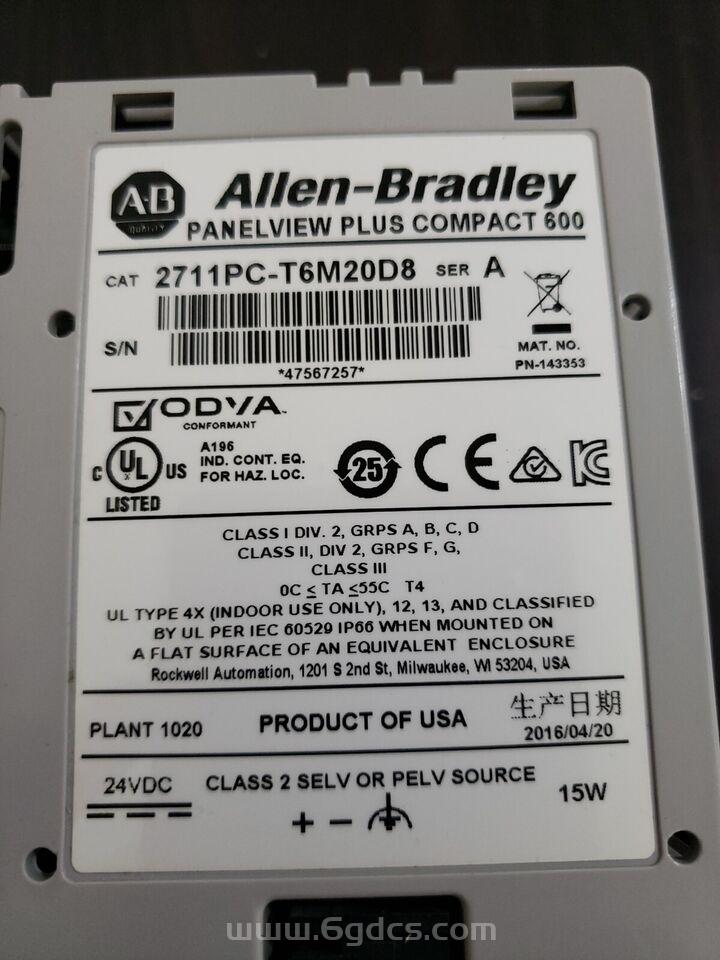 A·B
QUALITY
Allen-Bradley
PANELVIEW PLUS COMPACT 600
CAT 2711PC-T6M20D8 SER A
S/N
*47567257*
MAT. NO.
PN-143353
ODVA™
CONFORMANT
C UL US
LISTED
A196
IND. CONT. EQ.
FOR HAZ. LOC.
25
CE
KC
CLASS I DIV. 2, GRPS A, B, C, D
CLASS II, DIV 2, GRPS F, G,
CLASS III
0C ≤ TA ≤55C T4
UL TYPE 4X (INDOOR USE ONLY), 12, 13, AND CLASSIFIED
BY UL PER IEC 60529 IP66 WHEN MOUNTED ON
A FLAT SURFACE OF AN EQUIVALENT ENCLOSURE
Rockwell Automation, 1201 S 2nd St, Milwaukee, WI 53204, USA
PLANT 1020 PRODUCT OF USA
生产日期
2016/04/20
24VDC CLASS 2 SELV OR PELV SOURCE 15W
+ −
www.6gdcs.com